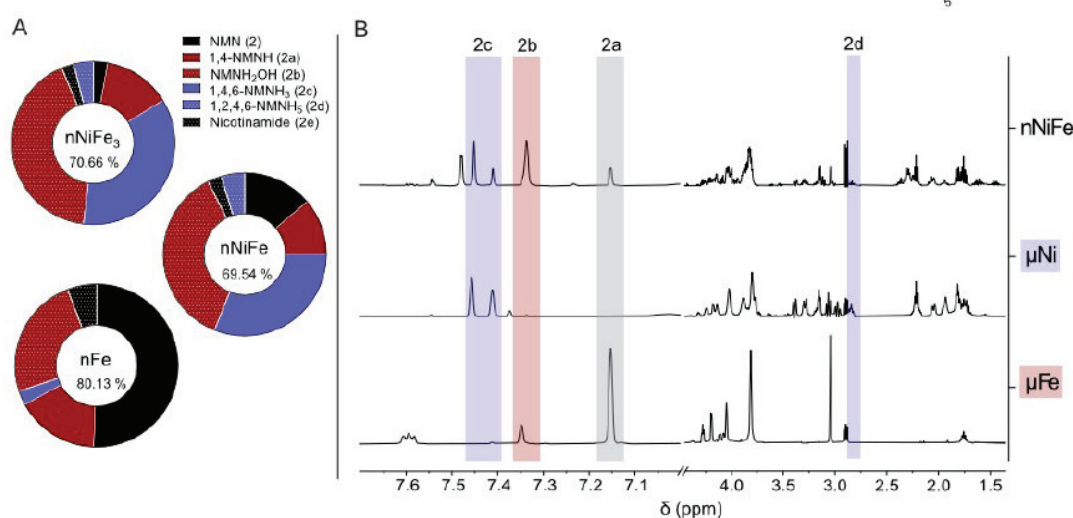 5
A
NMN (2)
1,4-NMNH (2a)
NMNH₂OH (2b)
1,4,6-NMNH₃ (2c)
1,2,4,6-NMNH₅ (2d)
Nicotinamide (2e)
nNiFe₃
70.66 %
nNiFe
69.54 %
nFe
80.13 %
B
2c 2b 2a 2d
nNiFe
µNi
µFe
7.6 7.5 7.4 7.3 7.2 7.1 4.0 3.5 3.0 2.5 2.0 1.5
δ (ppm)